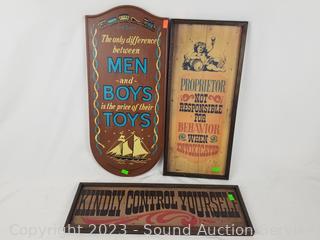 The only difference
between
MEN
-and-
BOYS
is the price of their
TOYS
PROPRIETOR
NOT
RESPONSIBLE
FOR
BEHAVIOR
WHEN
INTOXICATED
KINDLY CONTROL YOURSELF
Copyright 2023 - Sound Auction Service